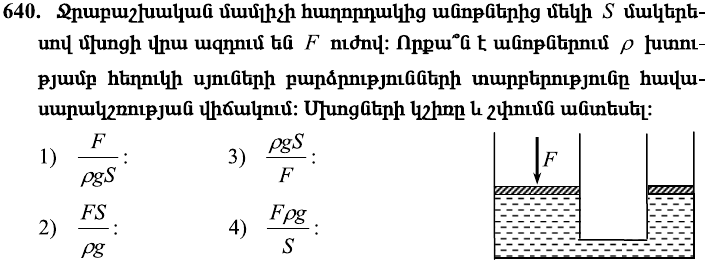 640. Ջրաբաշխական մամլիչի հաղորդակից անոթներից մեկի S մակերե-
սով մխոցի վրա ազդում են F ուժով: Որքա՞ն է անոթներում ρ խտու-
թյամբ հեղուկի սյուների բարձրությունների տարբերությունը հավա-
սարակշռության վիճակում: Մխոցների կշիռը և շփումն անտեսել:
1) F/ρgS :
3) ρgS/F :
F
2) FS/ρg :
4) Fρg/S :